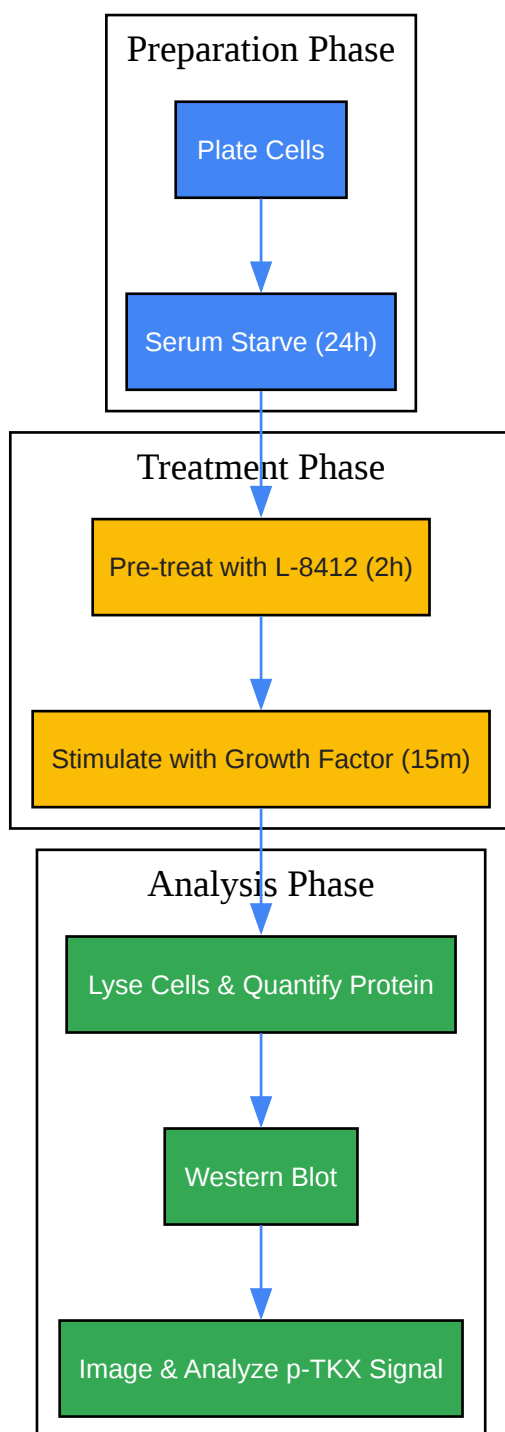 Preparation Phase
Plate Cells
Serum Starve (24h)
Treatment Phase
Pre-treat with L-8412 (2h)
Stimulate with Growth Factor (15m)
Analysis Phase
Lyse Cells & Quantify Protein
Western Blot
Image & Analyze p-TKX Signal